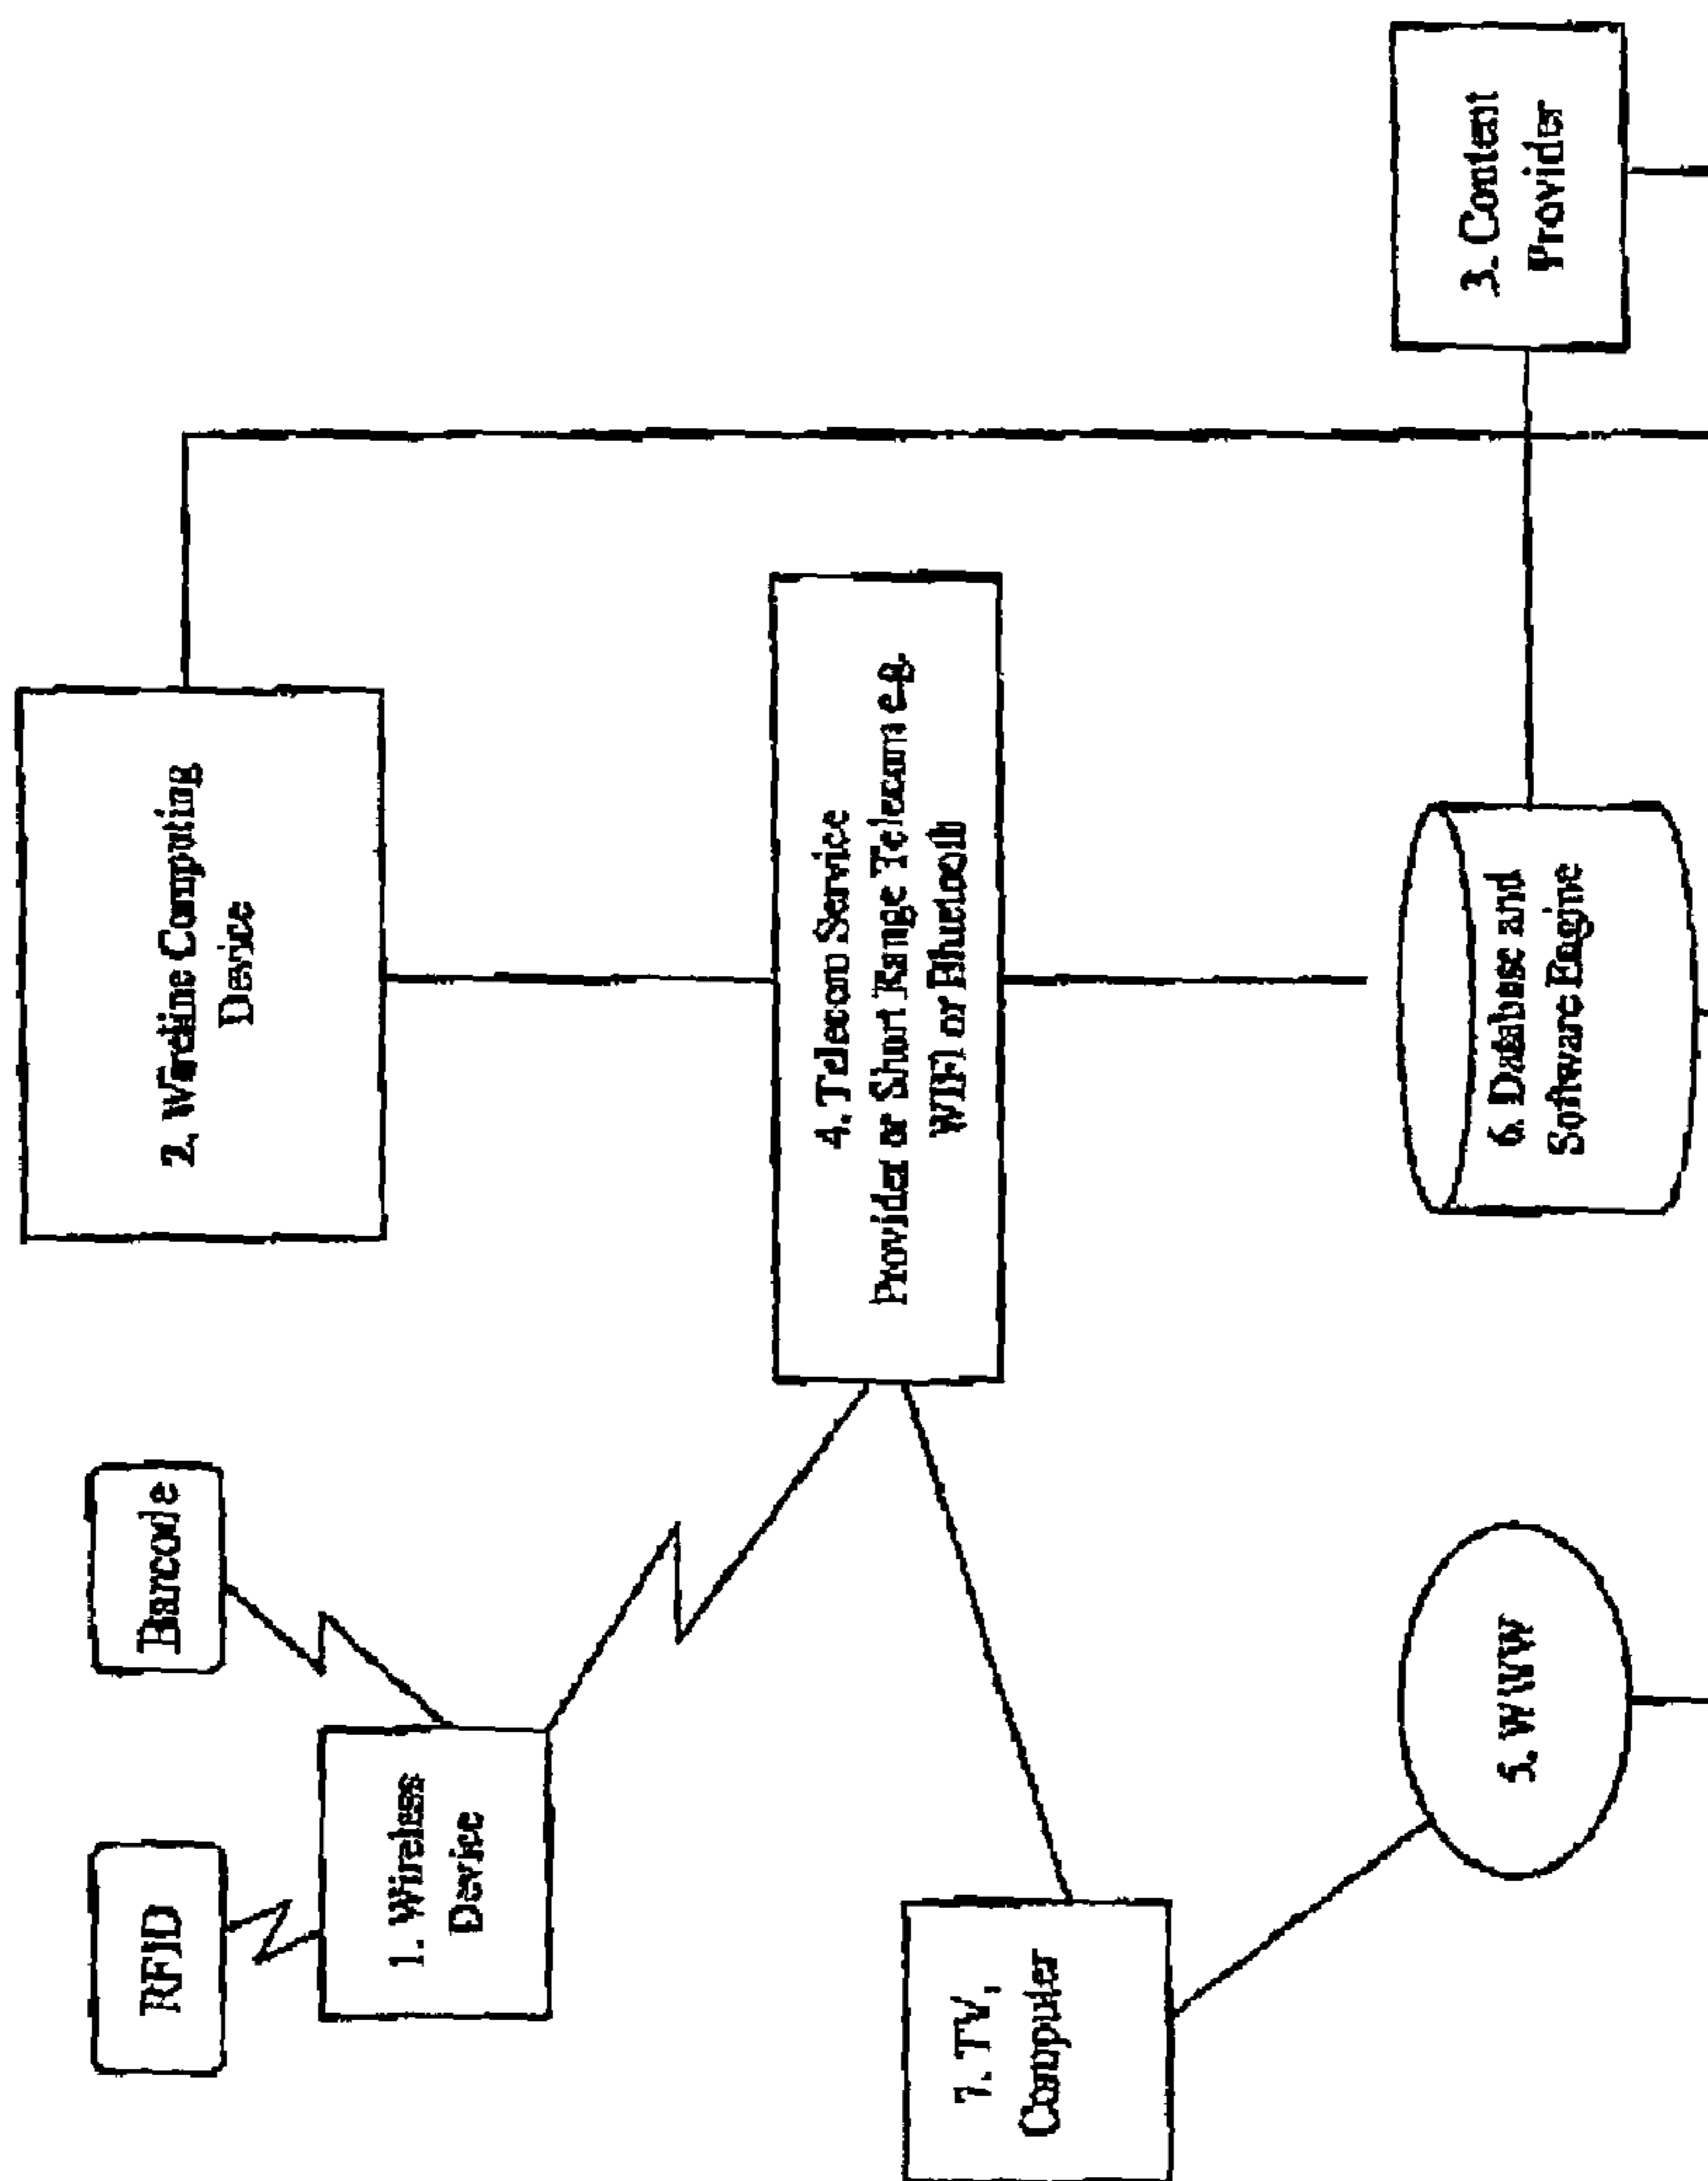 RFID
Barcode
1. Wireless
Device
2. Wireline Computing
Device
7. TV,
Computer
4. Telecom Service
Provider or Short Range Telecom e.g.
WIFI or Bluetooth
5. WWW
6. Database and
Software Engine
3. Content
Provider